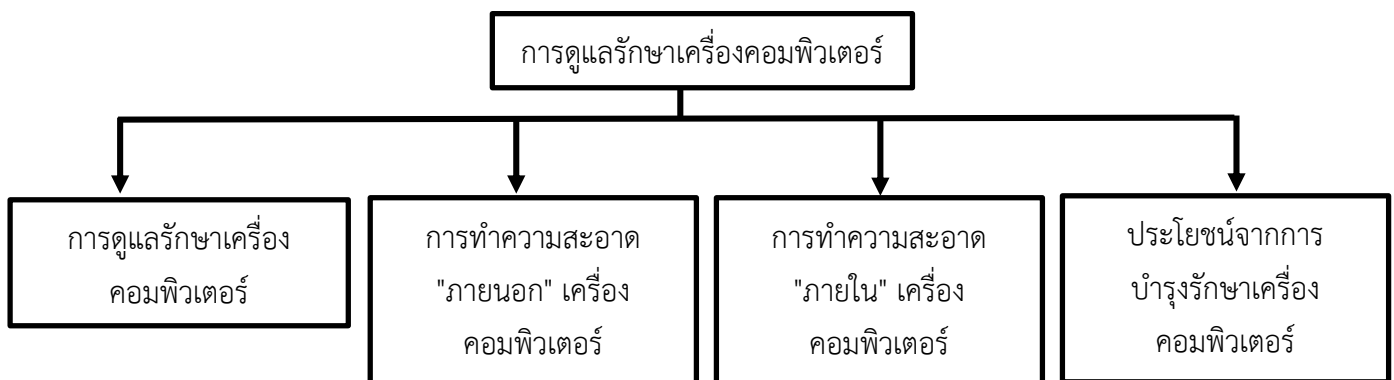 การดูแลรักษาเครื่องคอมพิวเตอร์
การดูแลรักษาเครื่อง
คอมพิวเตอร์
การทำความสะอาด
"ภายนอก" เครื่อง
คอมพิวเตอร์
การทำความสะอาด
"ภายใน" เครื่อง
คอมพิวเตอร์
ประโยชน์จากการ
บำรุงรักษาเครื่อง
คอมพิวเตอร์